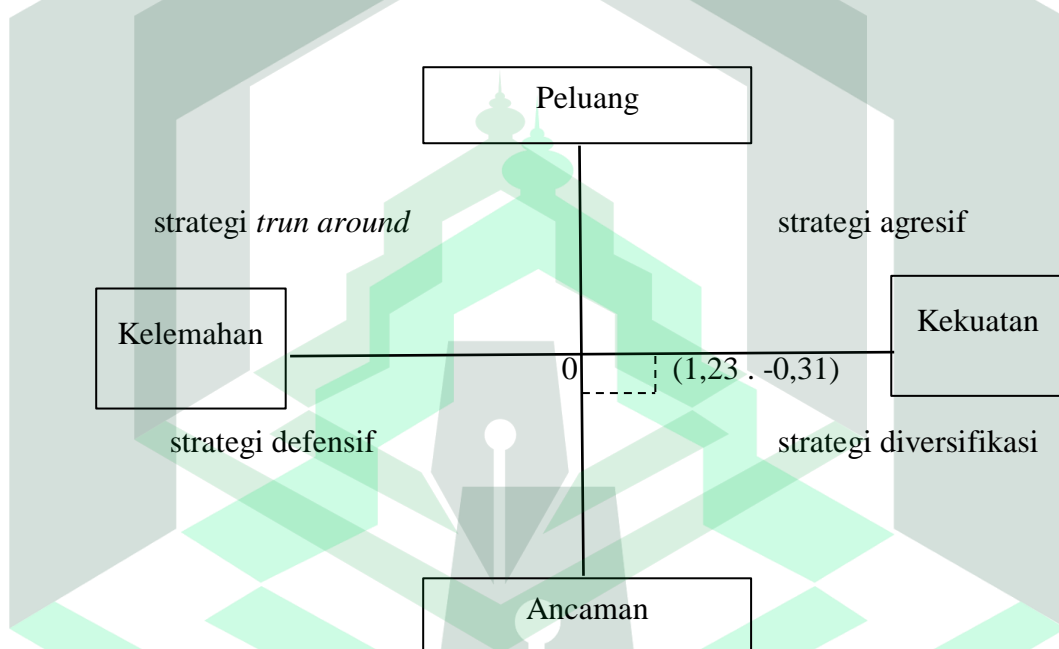 Peluang
strategi trun around
strategi agresif
Kelemahan
Kekuatan
0
(1,23 . -0,31)
strategi defensif
strategi diversifikasi
Ancaman